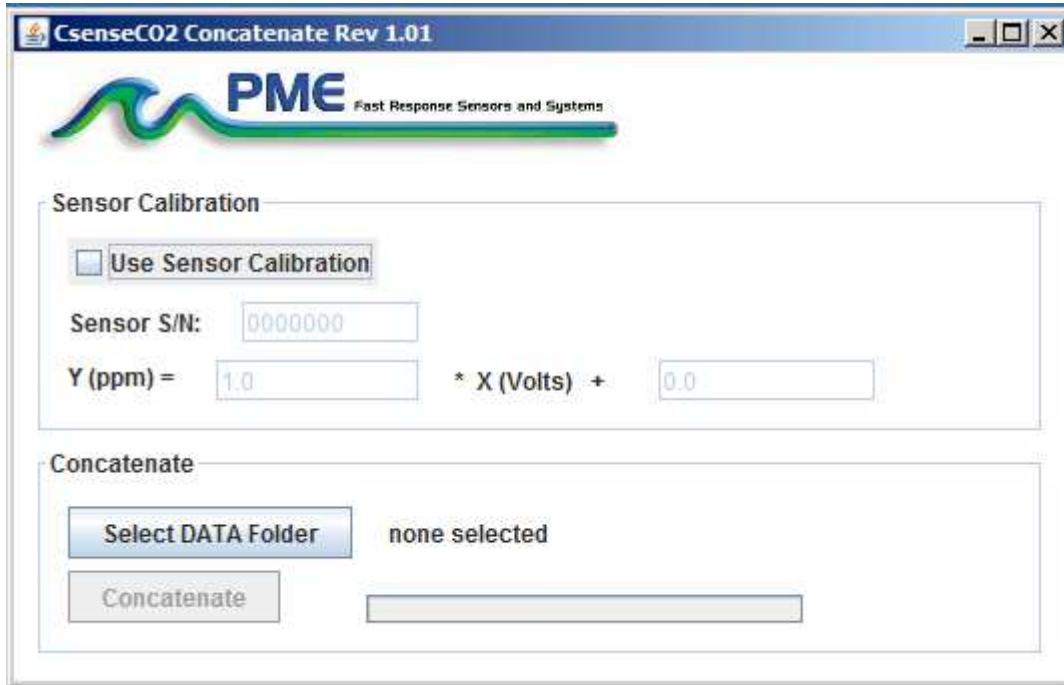 CsenseCO2 Concatenate Rev 1.01
PME Fast Response Sensors and Systems
Sensor Calibration
Use Sensor Calibration
Sensor S/N: 0000000
Y (ppm) = 1.0 * X (Volts) + 0.0
Concatenate
Select DATA Folder none selected
Concatenate